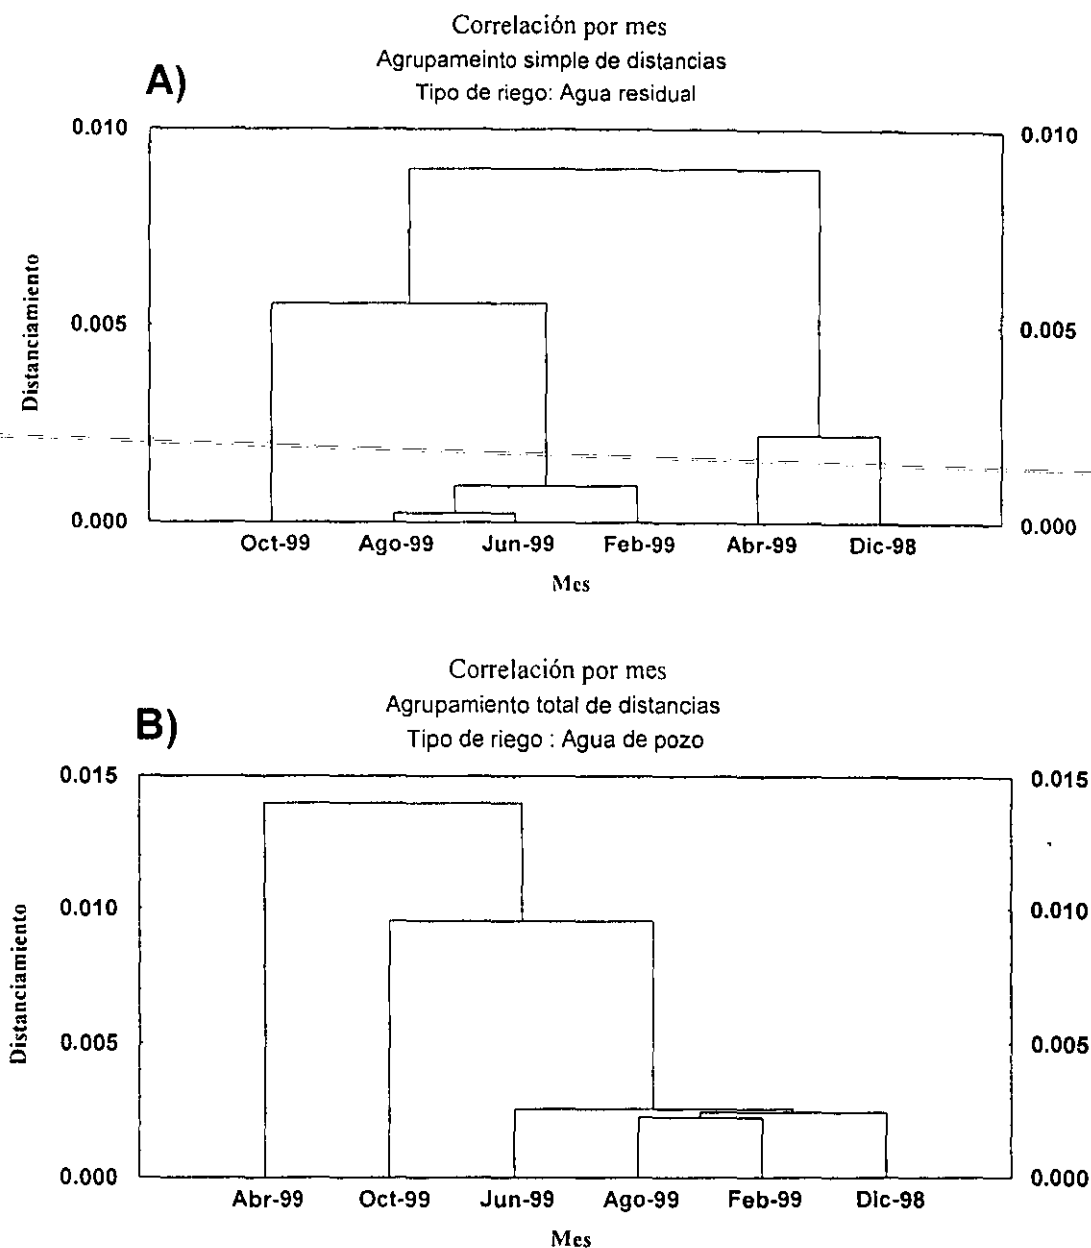 Correlación por mes
Agrupameinto simple de distancias
A)
Tipo de riego: Agua residual
0.010
0.010
Distanciamiento
0.005
0.005
0.000
0.000
Oct-99 Ago-99 Jun-99 Feb-99 Abr-99 Dic-98
Mes
Correlación por mes
Agrupamiento total de distancias
B)
Tipo de riego : Agua de pozo
0.015
0.015
Distanciamiento
0.010
0.010
0.005
0.005
0.000
0.000
Abr-99 Oct-99 Jun-99 Ago-99 Feb-99 Dic-98
Mes